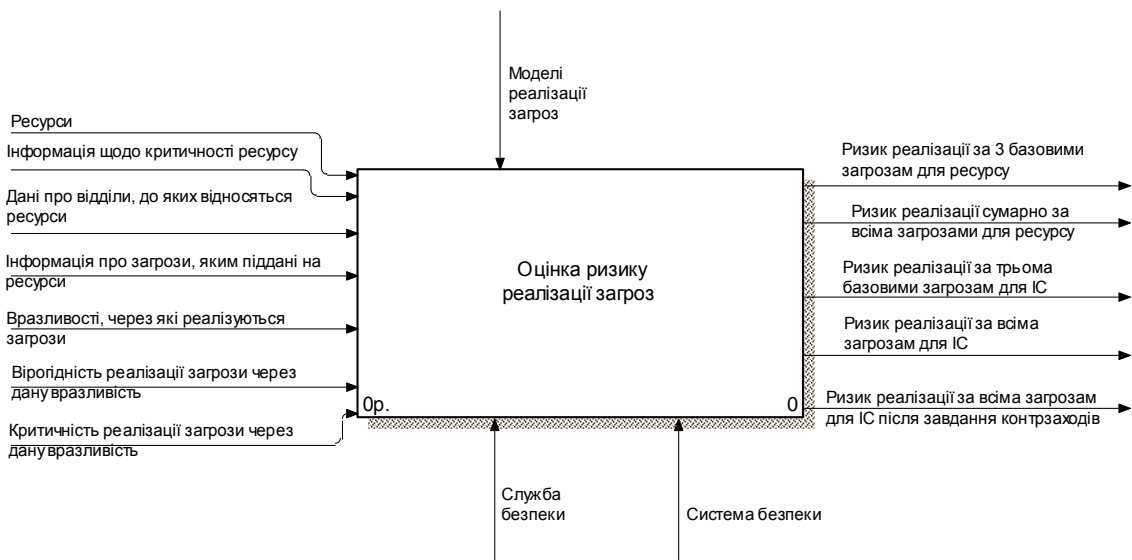 Моделі
реалізації
загроз
Ресурси
Інформація щодо критичності ресурсу
Дані про відділи, до яких відносяться
ресурси
Інформація про загрози, яким піддані на
ресурси
Вразливості, через які реалізуються
загрози
Вірогідність реалізації загрози через
дану вразливість
Критичність реалізації загрози через
дану вразливість
Оцінка ризику
реалізації загроз
0р.
0
Ризик реалізації за 3 базовими
загрозам для ресурсу
Ризик реалізації сумарно за
всіма загрозами для ресурсу
Ризик реалізації за трьома
базовими загрозам для ІС
Ризик реалізації за всіма
загрозам для ІС
Ризик реалізації за всіма загрозам
для ІС після завдання контрзаходів
Служба
безпеки
Система безпеки